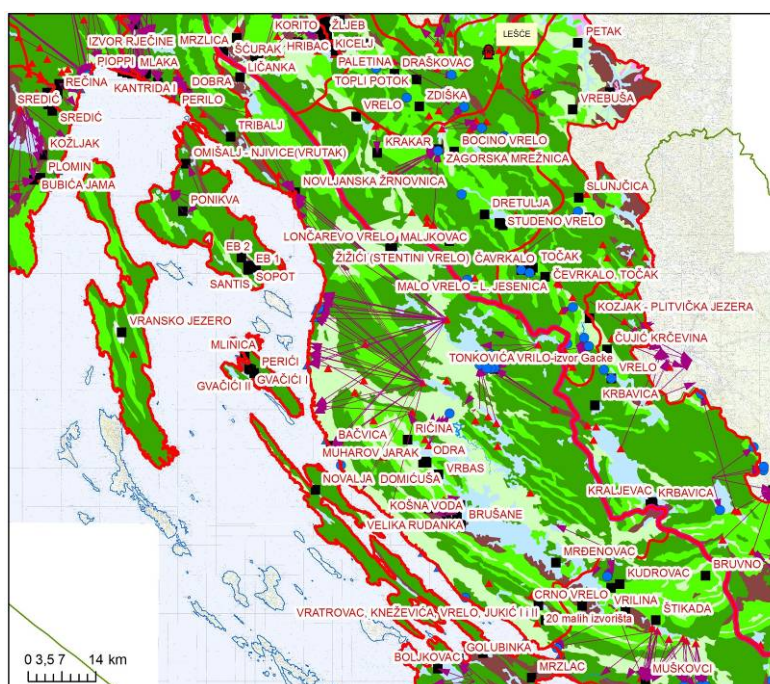 KORITO
ŽLJEB
LEŠĆE
PETAK
IZVOR RJEČINE
MRZLICA
ŠĆURAK
HRIBAC
KICELJ
PIOPPI
MLAKA
LIČANKA
PALETINA
DRAŠKOVAC
REČINA
KANTRIDA I
DOBRA
TOPLI POTOK
SREDIĆ
PERILO
VRELO
ZDIŠKA
VREBUŠA
SREDIĆ
TRIBALJ
KRAKAR
BOCINO VRELO
KOŽLJAK
OMIŠALJ - NJIVICE(VRUTAK)
ZAGORSKA MREŽNICA
PLOMIN
BUBIĆA JAMA
NOVLJANSKA ŽRNOVNICA
PONIKVA
DRETULJA
SLUNJČICA
STUDENO VRELO
LONČAREVO VRELO
MALJKOVAC
EB 2
EB 1
ŽIŽIĆI (STENTINI VRELO)
ČAVRKALO
TOČAK
SANTIS
SOPOT
ČEVRKALO, TOČAK
MALO VRELO - L. JESENICA
KOZJAK - PLITVIČKA JEZERA
VRANSKO JEZERO
ČUJIĆ KRČEVINA
MLINICA
PERIĆI
TONKOVIĆA VRILO-izvor Gacke
VRELO
GVAČIĆI II
GVAČIĆI I
KRBAVICA
BAČVICA
RIČINA
MUHAROV JARAK
ODRA
NOVALJA
DOMIĆUŠA
VRBAS
KRALJEVAC
KRBAVICA
KOŠNA VODA
BRUŠANE
VELIKA RUDANKA
MRĐENOVAC
BRUVNO
KUDROVAC
CRNO VRELO
VRILINA
VRATROVAC, KNEŽEVIĆA, VRELO, JUKIĆ I i II
20 malih izvorišta
ŠTIKADA
GOLUBINKA
BOLJKOVAC
MRZLAC
MUŠKOVCI
0 3,5 7 14 km